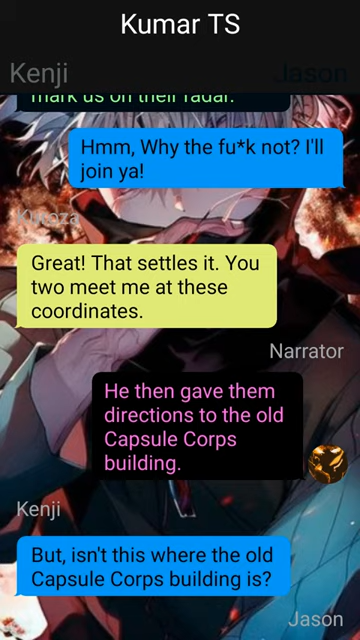 Kumar TS
Kenji
Jason
mark us on their radar.
Hmm, Why the fu*k not? I'll
join ya!
Kuroza
Great! That settles it. You
two meet me at these
coordinates.
Narrator
He then gave them
directions to the old
Capsule Corps
building.
Kenji
But, isn't this where the old
Capsule Corps building is?
Jason